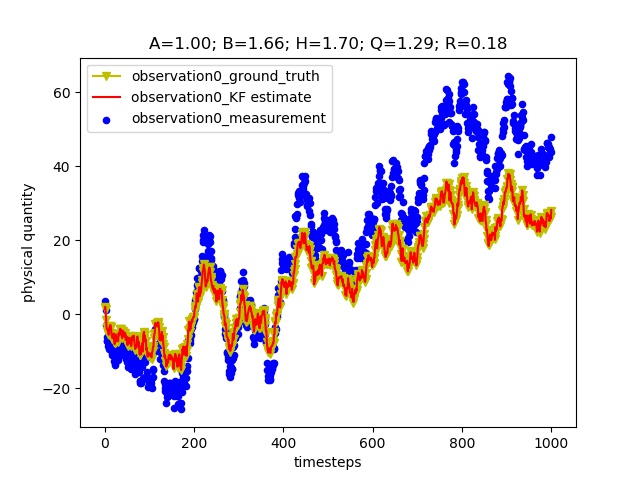 A=1.00; B=1.66; H=1.70; Q=1.29; R=0.18
observation0_ground_truth
observation0_KF estimate
observation0_measurement
physical quantity
60
40
20
0
−20
0 200 400 600 800 1000
timesteps